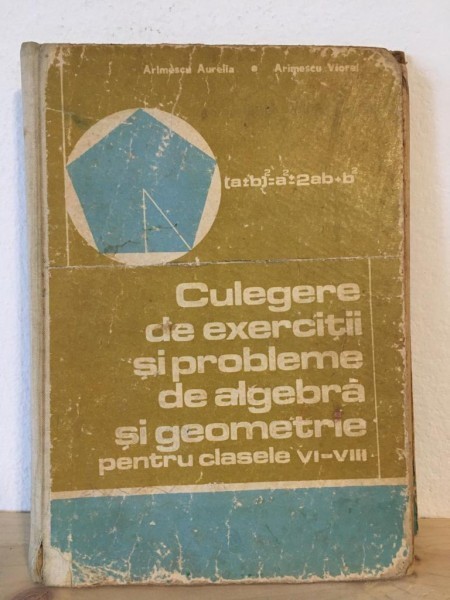 Arimescu Aurelia • Arimescu Viorel
(a±b)²=a²±2ab+b²
Culegere
de exerciții
și probleme
de algebră
și geometrie
pentru clasele VI-VIII